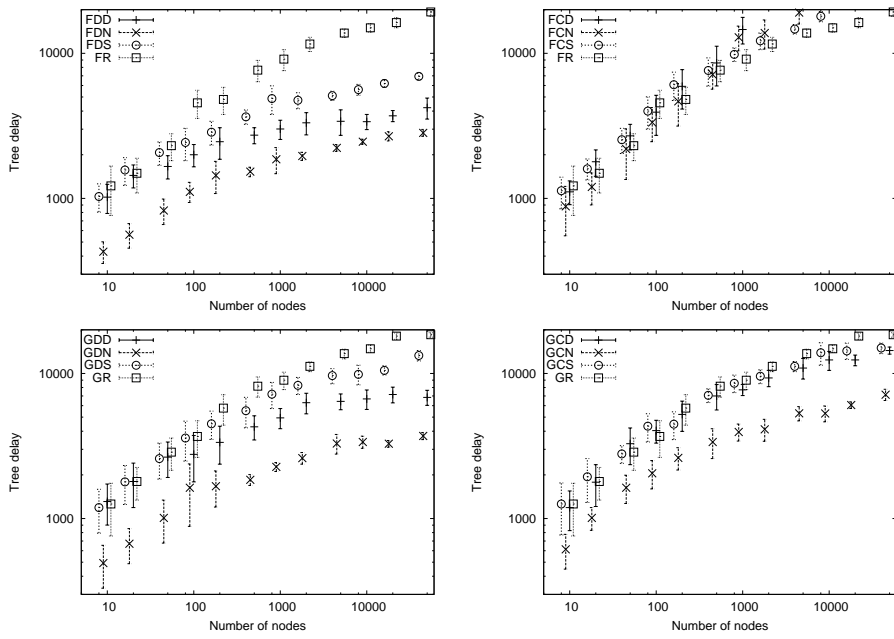 10000
1000
10
100
1000
10000
Tree delay
Number of nodes
FDD
FDN
FDS
FR
10000
1000
10
100
1000
10000
Tree delay
Number of nodes
FCD
FCN
FCS
FR
10000
1000
10
100
1000
10000
Tree delay
Number of nodes
GDD
GDN
GDS
GR
10000
1000
10
100
1000
10000
Tree delay
Number of nodes
GCD
GCN
GCS
GR